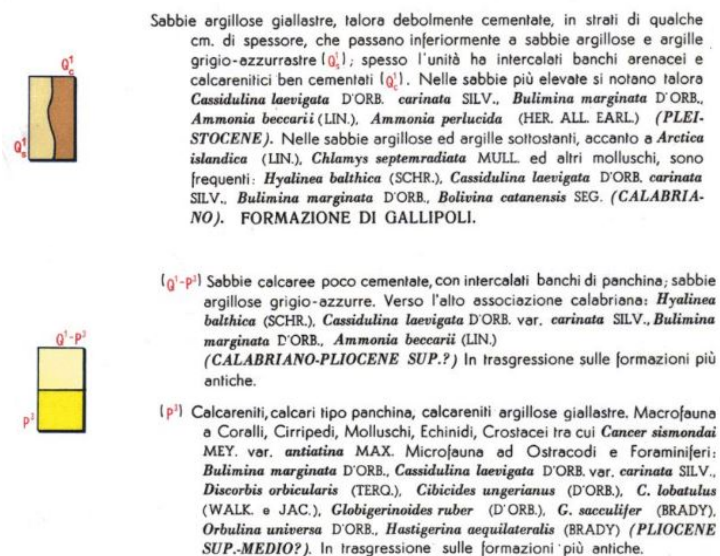 Sabbie argillose giallastre, talora debolmente cementate, in strati di qualche
cm. di spessore, che passano inferiormente a sabbie argillose e argille
grigio-azzurrastre (Q¹ₛ); spesso l'unità ha intercalati banchi arenacei e
calcarenitici ben cementati (Q¹c). Nelle sabbie più elevate si notano talora
Cassidulina laevigata D'ORB. carinata SILV., Bulimina marginata D'ORB.,
Ammonia beccarii (LIN.), Ammonia perlucida (HER. ALL. EARL.) (PLEI-
STOCENE). Nelle sabbie argillose ed argille sottostanti, accanto a Arctica
islandica (LIN.), Chlamys septemradiata MULL. ed altri molluschi, sono
frequenti: Hyalinea balthica (SCHR.), Cassidulina laevigata D'ORB. carinata
SILV., Bulimina marginata D'ORB., Bolivina catanensis SEG. (CALABRIA-
NO). FORMAZIONE DI GALLIPOLI.
Q¹c
Q¹ₛ
(Q¹-P³) Sabbie calcaree poco cementate, con intercalati banchi di panchina; sabbie
argillose grigio-azzurre. Verso l'alto associazione calabriana: Hyalinea
balthica (SCHR.), Cassidulina laevigata D'ORB. var. carinata SILV., Bulimina
marginata D'ORB., Ammonia beccarii (LIN.)
(CALABRIANO-PLIOCENE SUP.?) In trasgressione sulle formazioni più
antiche.
Q¹-P³
P³
(P³) Calcareniti, calcari tipo panchina, calcareniti argillose giallastre. Macrofauna
a Coralli, Cirripedi, Molluschi, Echinidi, Crostacei tra cui Cancer sismondai
MEY. var. antiatina MAX. Microfauna ad Ostracodi e Foraminiferi:
Bulimina marginata D'ORB., Cassidulina laevigata D'ORB. var. carinata SILV.,
Discorbis orbicularis (TERQ.), Cibicides ungerianus (D'ORB.), C. lobatulus
(WALK. e JAC.), Globigerinoides ruber (D'ORB.), G. sacculifer (BRADY),
Orbulina universa D'ORB., Hastigerina aequilateralis (BRADY) (PLIOCENE
SUP.-MEDIO?). In trasgressione sulle formazioni più antiche.